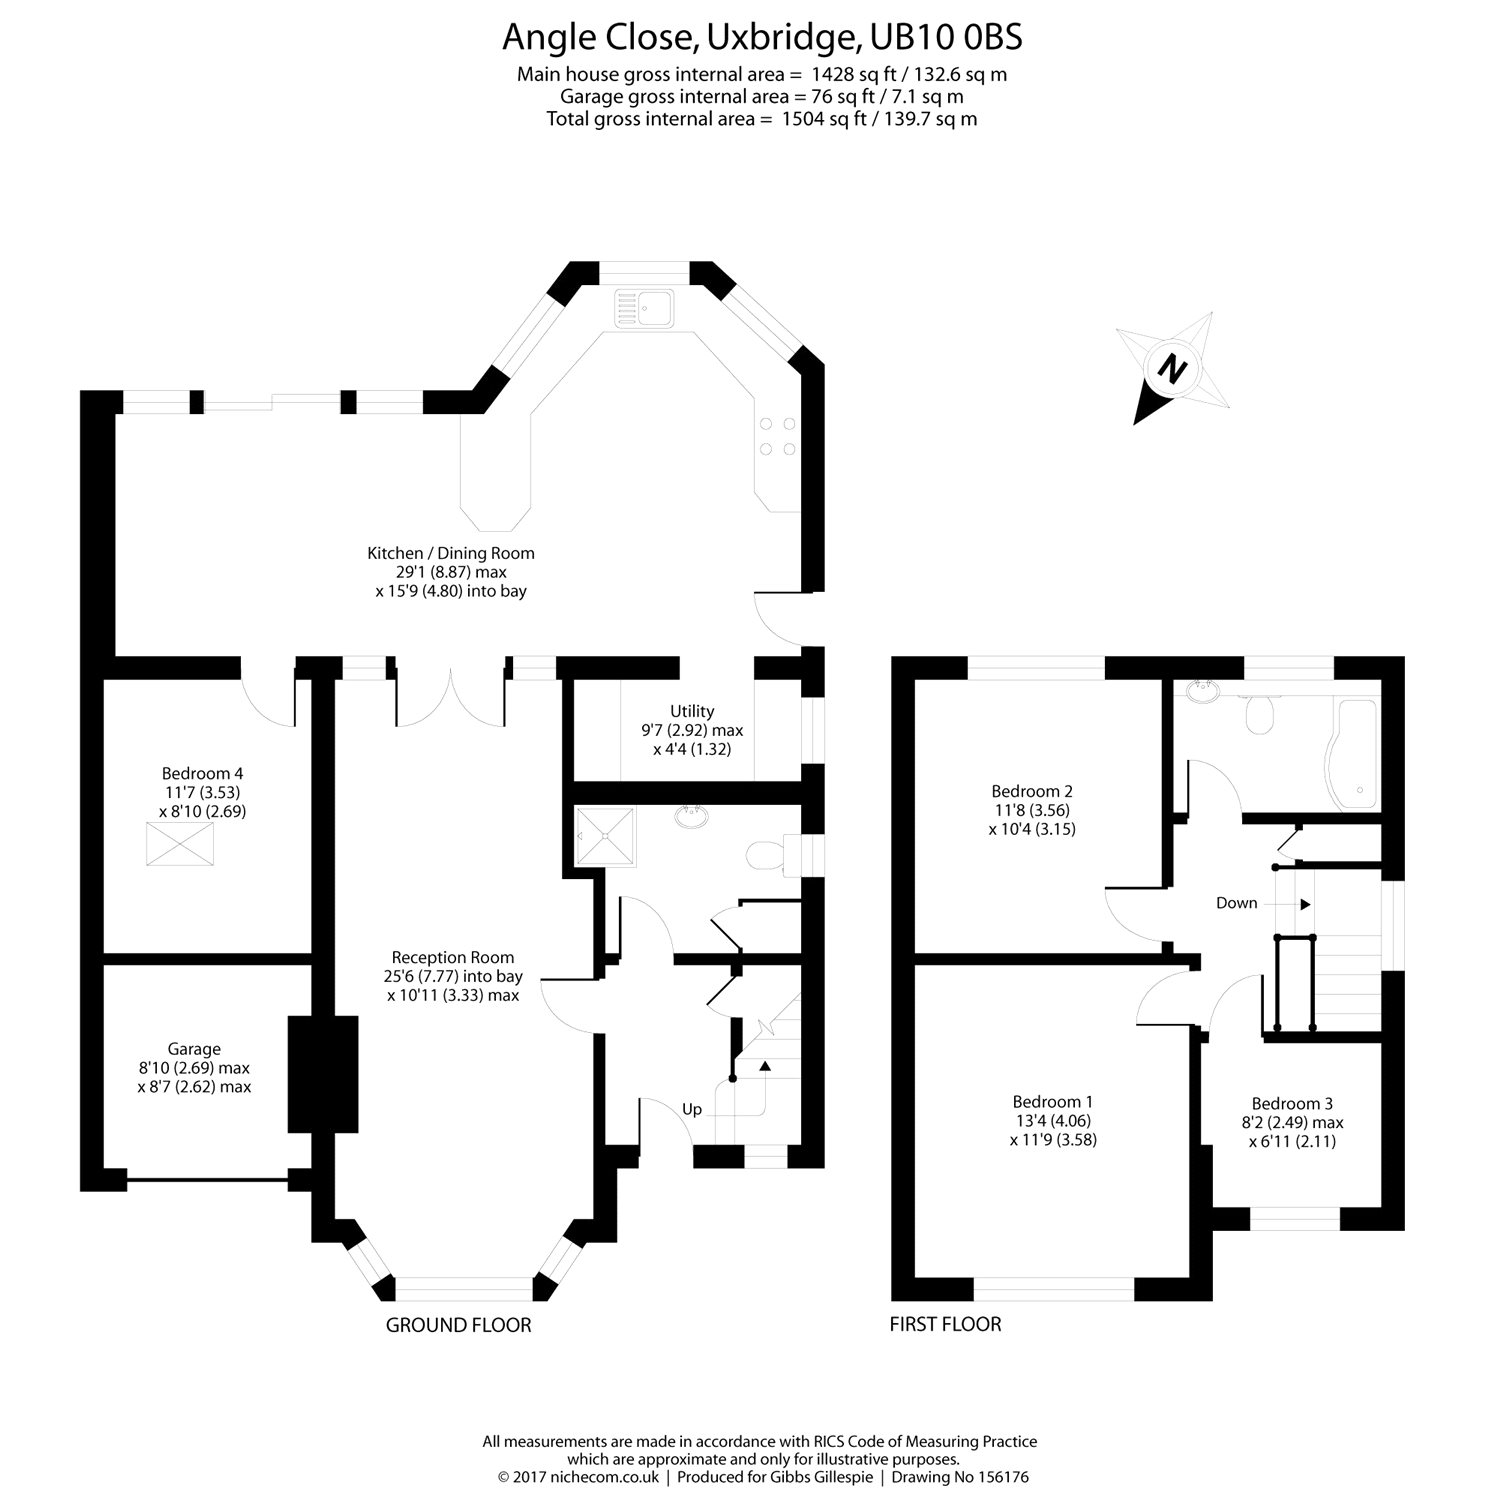 Angle Close, Uxbridge, UB10 0BS
Main house gross internal area = 1428 sq ft / 132.6 sq m
Garage gross internal area = 76 sq ft / 7.1 sq m
Total gross internal area = 1504 sq ft / 139.7 sq m
N
Kitchen / Dining Room
29'1 (8.87) max
x 15'9 (4.80) into bay
Utility
9'7 (2.92) max
x 4'4 (1.32)
Bedroom 4
11'7 (3.53)
x 8'10 (2.69)
Reception Room
25'6 (7.77) into bay
x 10'11 (3.33) max
Garage
8'10 (2.69) max
x 8'7 (2.62) max
Up
GROUND FLOOR
Bedroom 2
11'8 (3.56)
x 10'4 (3.15)
Down
Bedroom 1
13'4 (4.06)
x 11'9 (3.58)
Bedroom 3
8'2 (2.49) max
x 6'11 (2.11)
FIRST FLOOR
All measurements are made in accordance with RICS Code of Measuring Practice
which are approximate and only for illustrative purposes.
© 2017 nichecom.co.uk | Produced for Gibbs Gillespie | Drawing No 156176